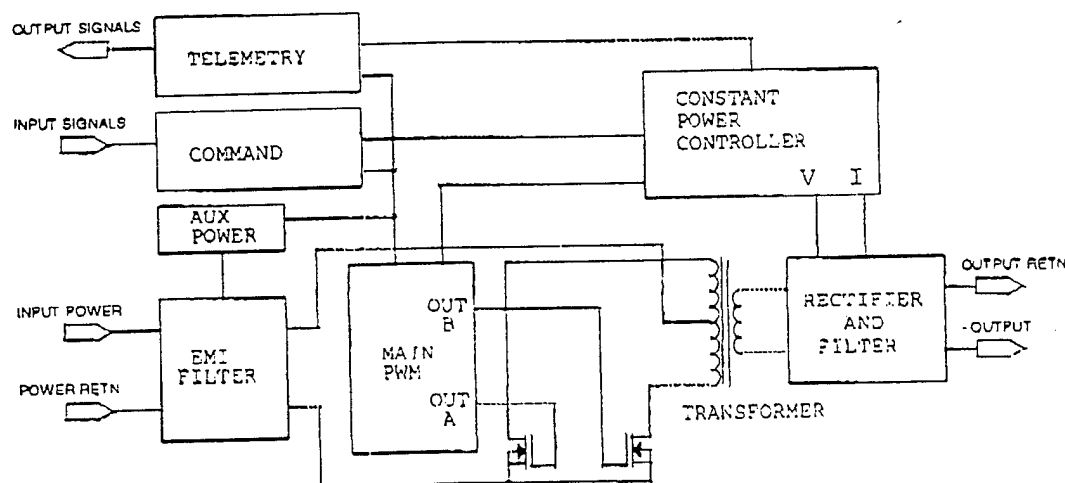 OUTPUT SIGNALS
TELEMETRY
INPUT SIGNALS
COMMAND
CONSTANT
POWER
CONTROLLER
V I
AUX
POWER
INPUT POWER
POWER RETN
EMI
FILTER
OUT
B
MAIN
PWM
OUT
A
TRANSFORMER
RECTIFIER
AND
FILTER
OUTPUT RETN
-OUTPUT